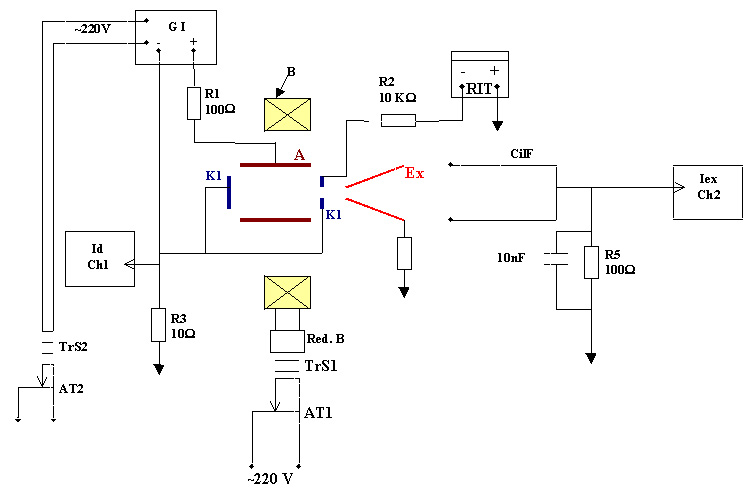 G I
~220V
- +
-
B
R1
100Ω
R2
10 KΩ
- +
RIT
A
K1
K1
Ex
CilF
Iex
Ch2
Id
Ch1
10nF
R5
100Ω
R3
10Ω
Red. B
TrS2
TrS1
AT2
AT1
~220 V